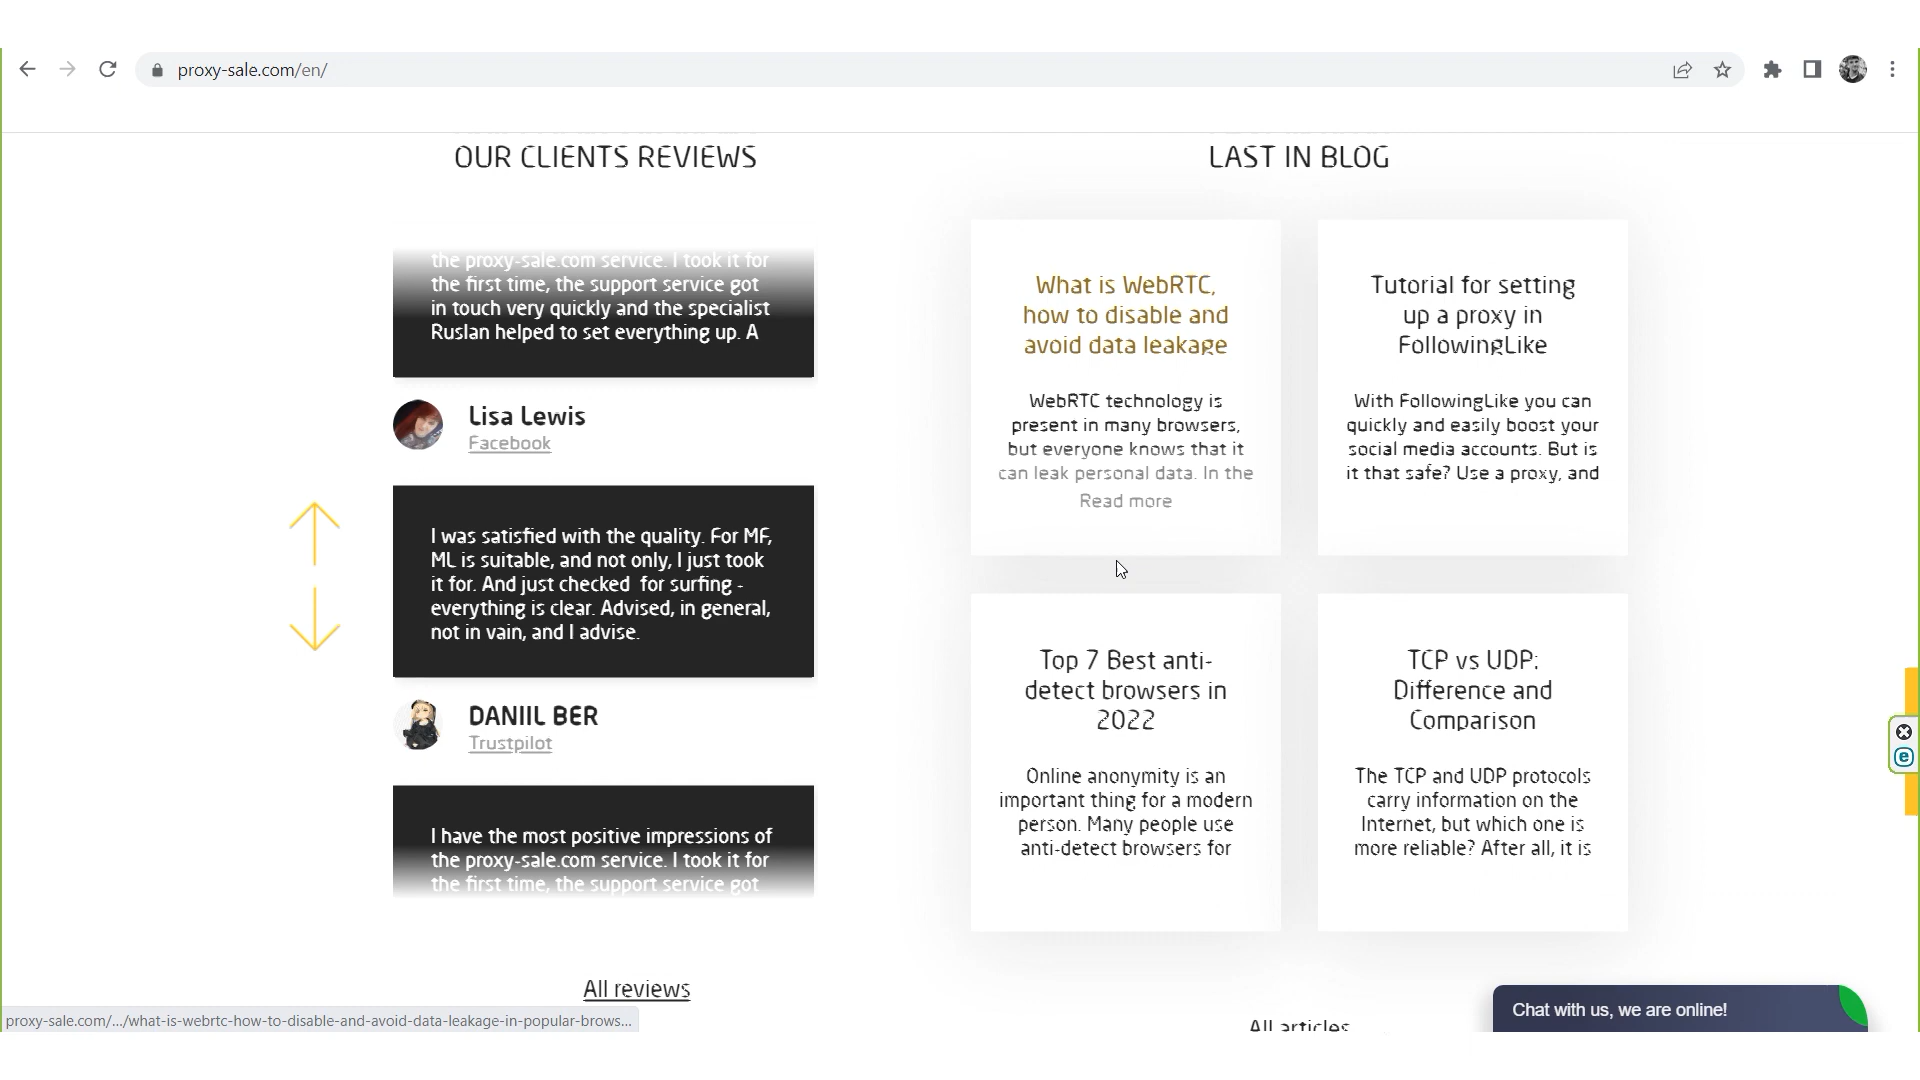 proxy-sale.com/en/
OUR CLIENTS REVIEWS
the proxy-sale.com service. I took it for
the first time, the support service got
in touch very quickly and the specialist
Ruslan helped to set everything up. A
Lisa Lewis
Facebook
I was satisfied with the quality. For MF,
ML is suitable, and not only, I just took
it for. And just checked for surfing -
everything is clear. Advised, in general,
not in vain, and I advise.
DANIIL BER
Trustpilot
I have the most positive impressions of
the proxy-sale.com service. I took it for
the first time, the support service got
All reviews
LAST IN BLOG
What is WebRTC,
how to disable and
avoid data leakage
WebRTC technology is
present in many browsers,
but everyone knows that it
can leak personal data. In the
Read more
Tutorial for setting
up a proxy in
FollowingLike
With FollowingLike you can
quickly and easily boost your
social media accounts. But is
it that safe? Use a proxy, and
Top 7 Best anti-
detect browsers in
2022
Online anonymity is an
important thing for a modern
person. Many people use
anti-detect browsers for
TCP vs UDP:
Difference and
Comparison
The TCP and UDP protocols
carry information on the
Internet, but which one is
more reliable? After all, it is
All articles
Chat with us, we are online!
proxy-sale.com/.../what-is-webrtc-how-to-disable-and-avoid-data-leakage-in-popular-brows...